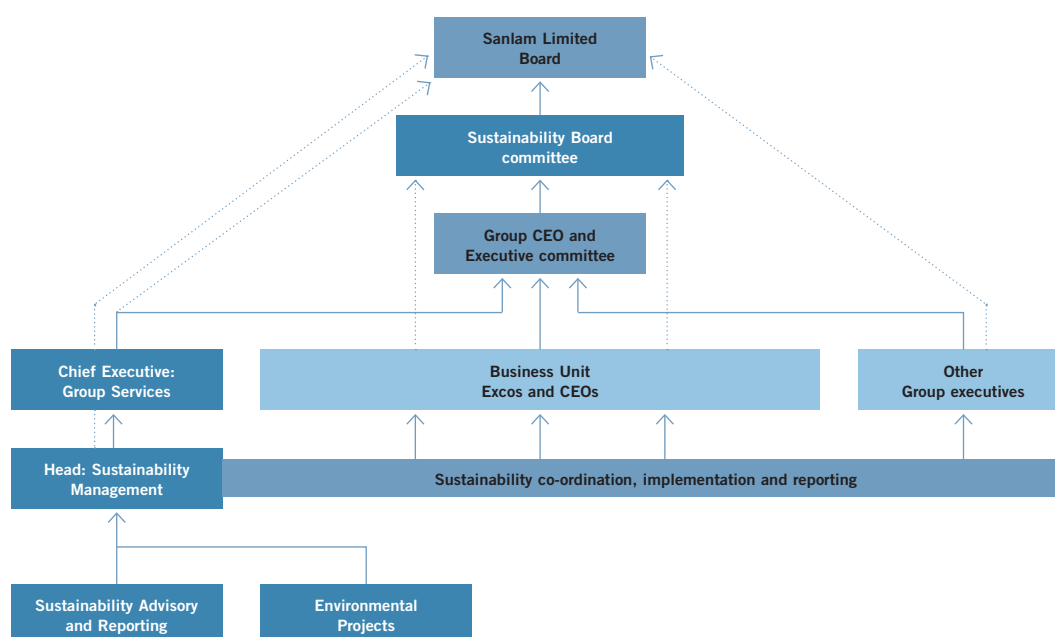 Sanlam Limited
Board
Sustainability Board
committee
Group CEO and
Executive committee
Chief Executive:
Group Services
Business Unit
Excos and CEOs
Other
Group executives
Head: Sustainability
Management
Sustainability co-ordination, implementation and reporting
Sustainability Advisory
and Reporting
Environmental
Projects